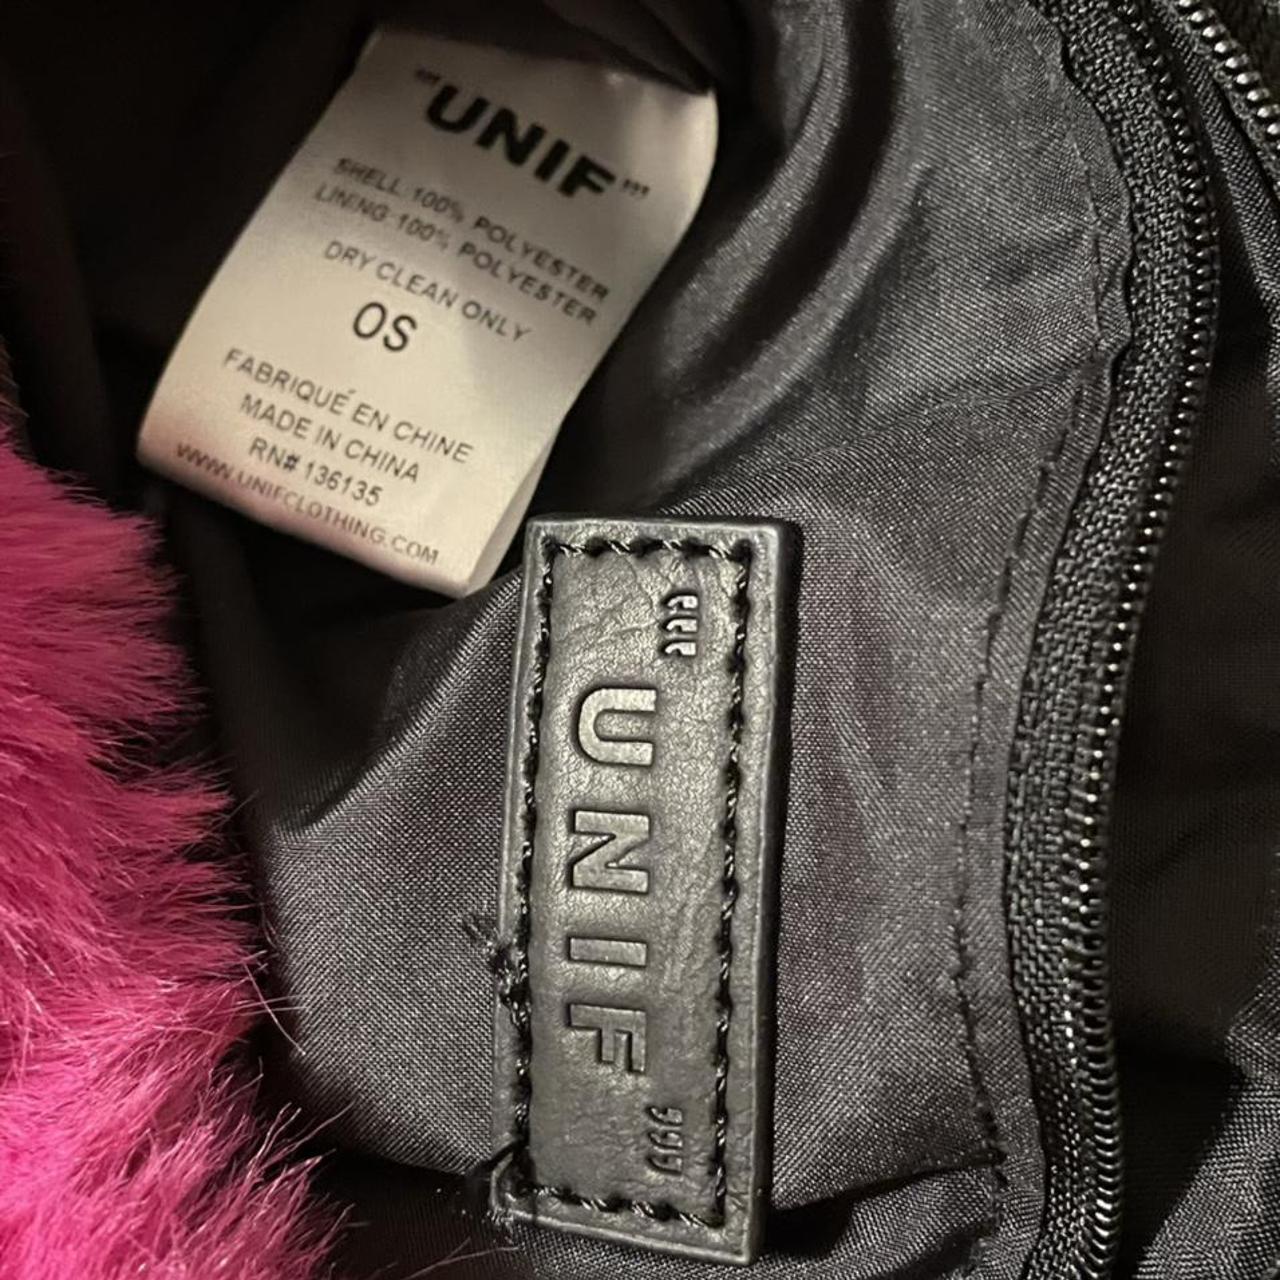 "'UNIF"'
SHELL 100% POLYESTER
LINING 100% POLYESTER
DRY CLEAN ONLY
OS
FABRIQUÉ EN CHINE
MADE IN CHINA
RN# 136135
WWW.UNIFCLOTHING.COM
"'UNIF"'